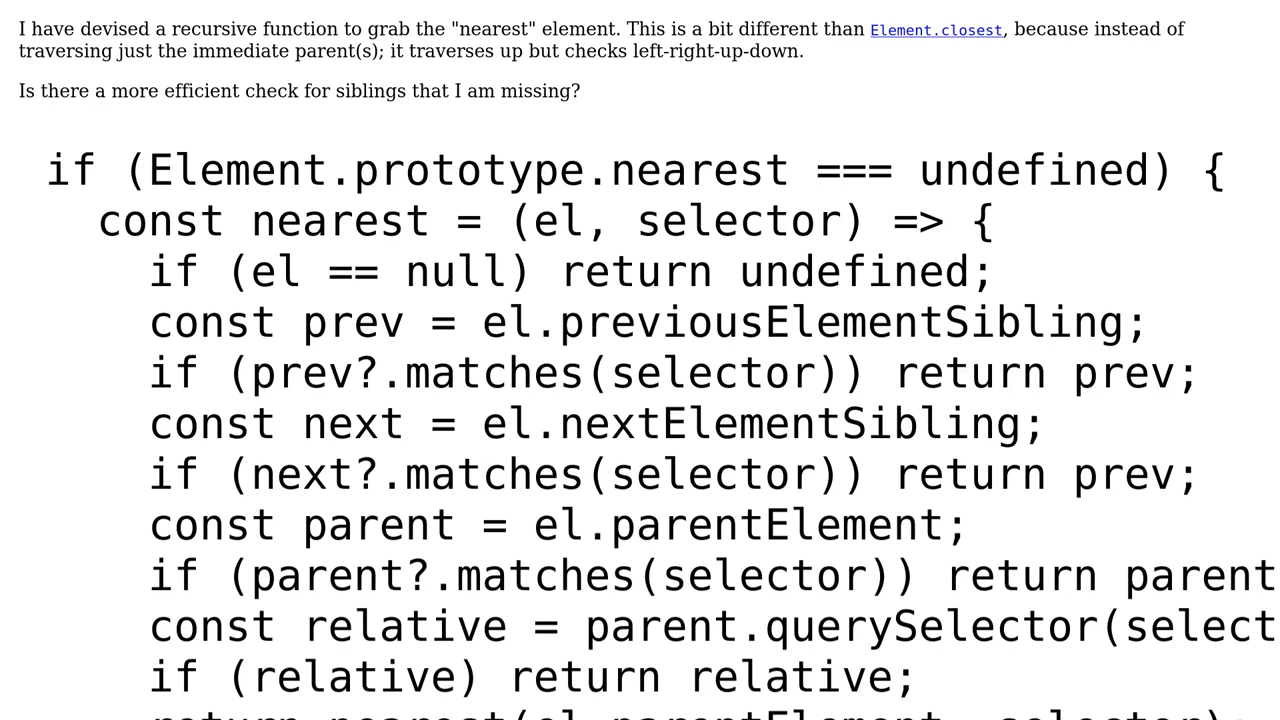 I have devised a recursive function to grab the "nearest" element. This is a bit different than Element.closest, because instead of
traversing just the immediate parent(s); it traverses up but checks left-right-up-down.
Is there a more efficient check for siblings that I am missing?
if (Element.prototype.nearest === undefined) {
  const nearest = (el, selector) => {
    if (el == null) return undefined;
    const prev = el.previousElementSibling;
    if (prev?.matches(selector)) return prev;
    const next = el.nextElementSibling;
    if (next?.matches(selector)) return prev;
    const parent = el.parentElement;
    if (parent?.matches(selector)) return parent
    const relative = parent.querySelector(select
    if (relative) return relative;
    return nearest(el.parentElement, selector);